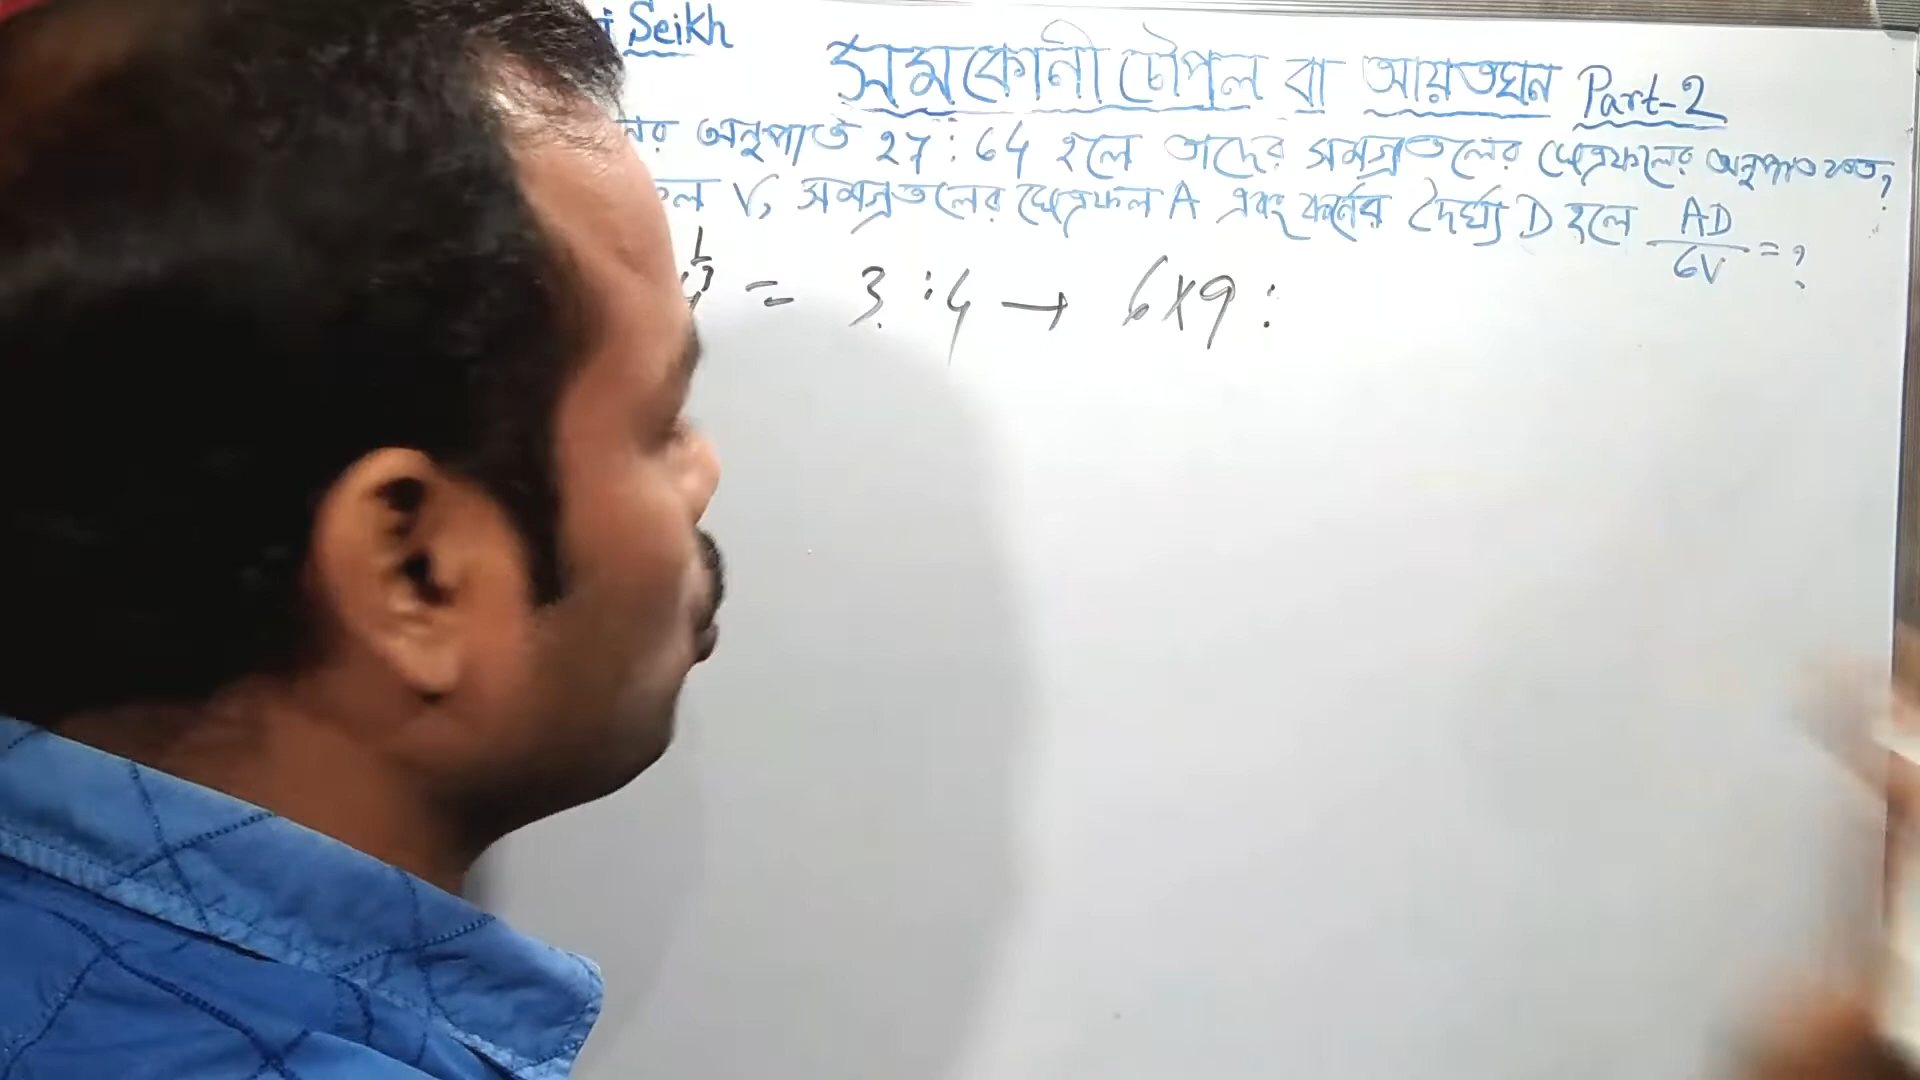 Seikh
সমকোনী চৌপল বা আয়তঘন Part-2
অনুপাত 27:64 হলে তাদের সমগ্রতলের ক্ষেত্রফলের অনুপাত কত?
V, সমগ্রতলের ক্ষেত্রফল A এবং কর্নের দৈর্ঘ্য D হলে AD/6V = ?
= 3:4 → 6×9: